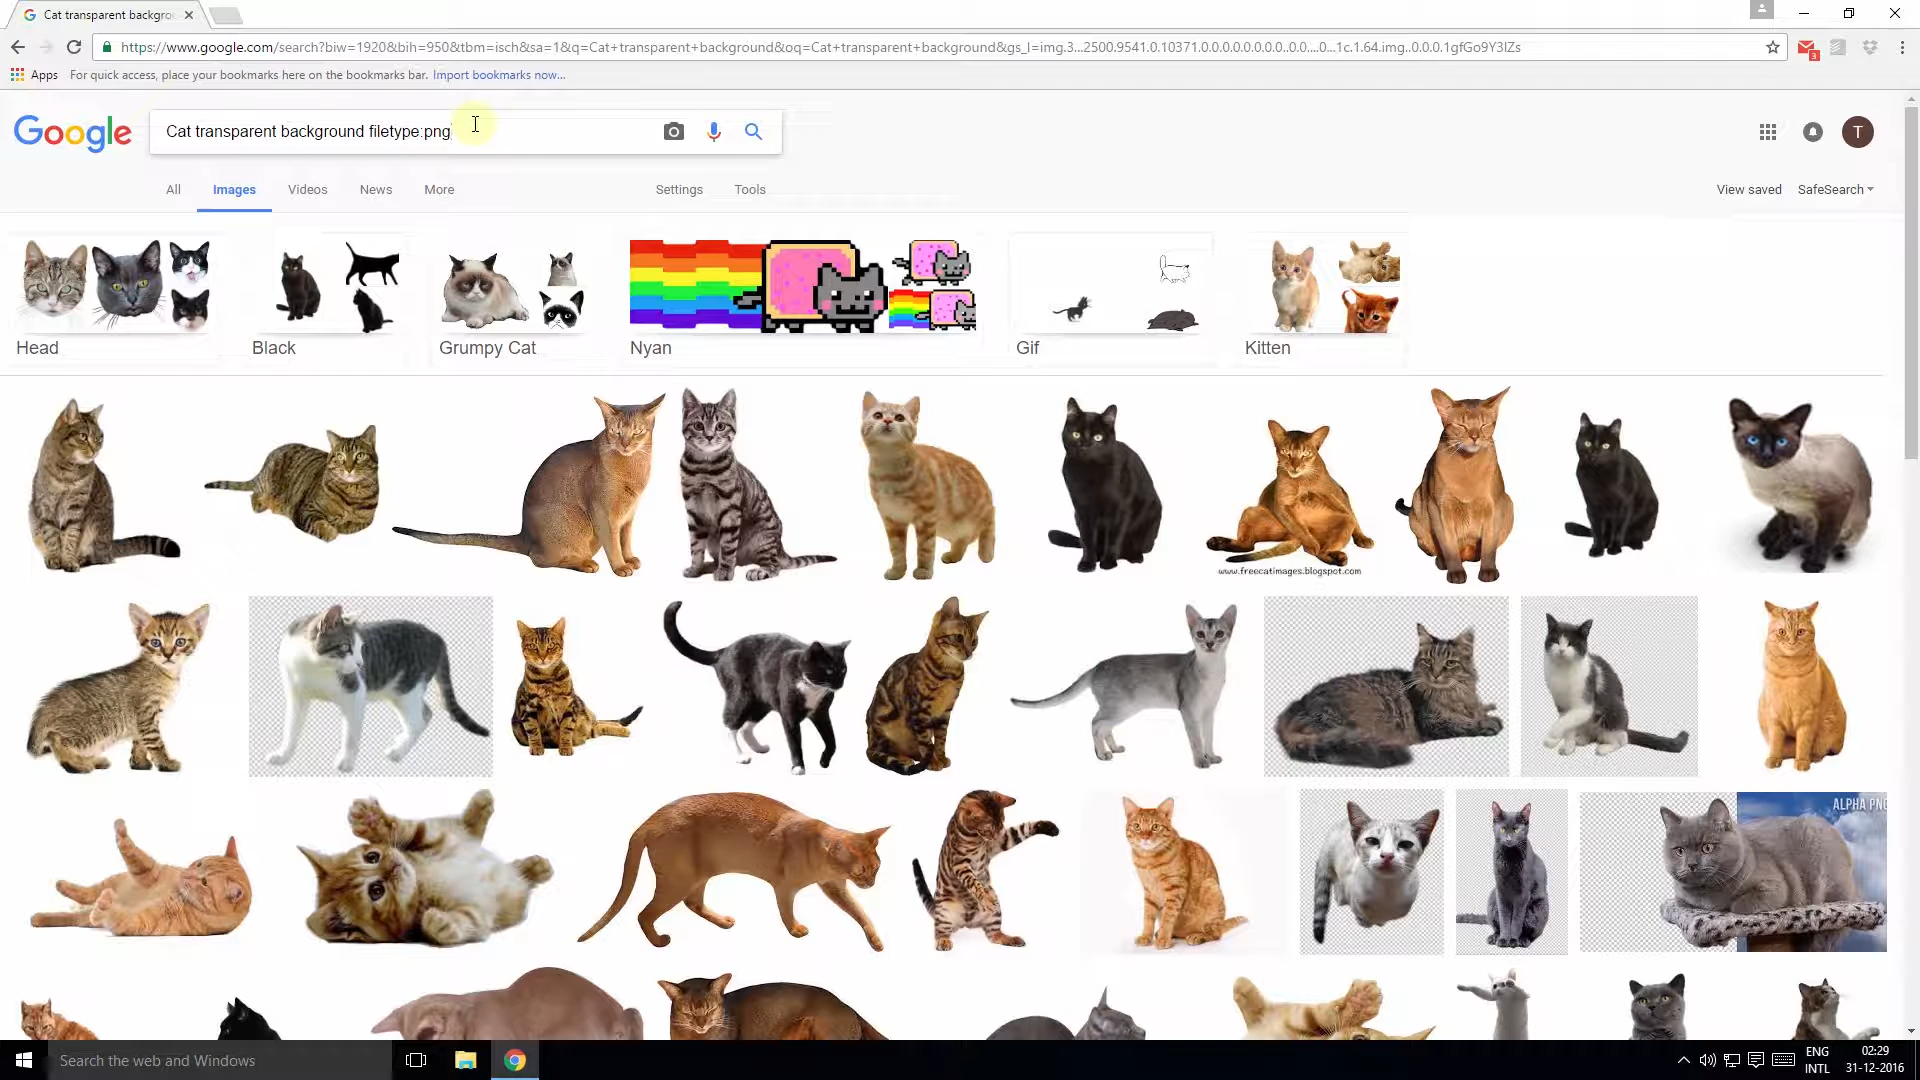 Cat transparent backgro
https://www.google.com/search?biw=1920&bih=950&tbm=isch&sa=1&q=Cat+transparent+background&oq=Cat+transparent+background&gs_l=img.3...2500.9541.0.10371.0.0.0.0.0.0.0.0..0.0....0...1c.1.64.img..0.0.0.1gfGo9Y3IZs
3
Apps For quick access, place your bookmarks here on the bookmarks bar. Import bookmarks now...
Google
Cat transparent background filetype:png
T
All Images Videos News More Settings Tools View saved SafeSearch
Head Black Grumpy Cat Nyan Gif Kitten
www.freecatimages.blogspot.com
ALPHA PNG
Search the web and Windows
ENG
INTL
02:29
31-12-2016